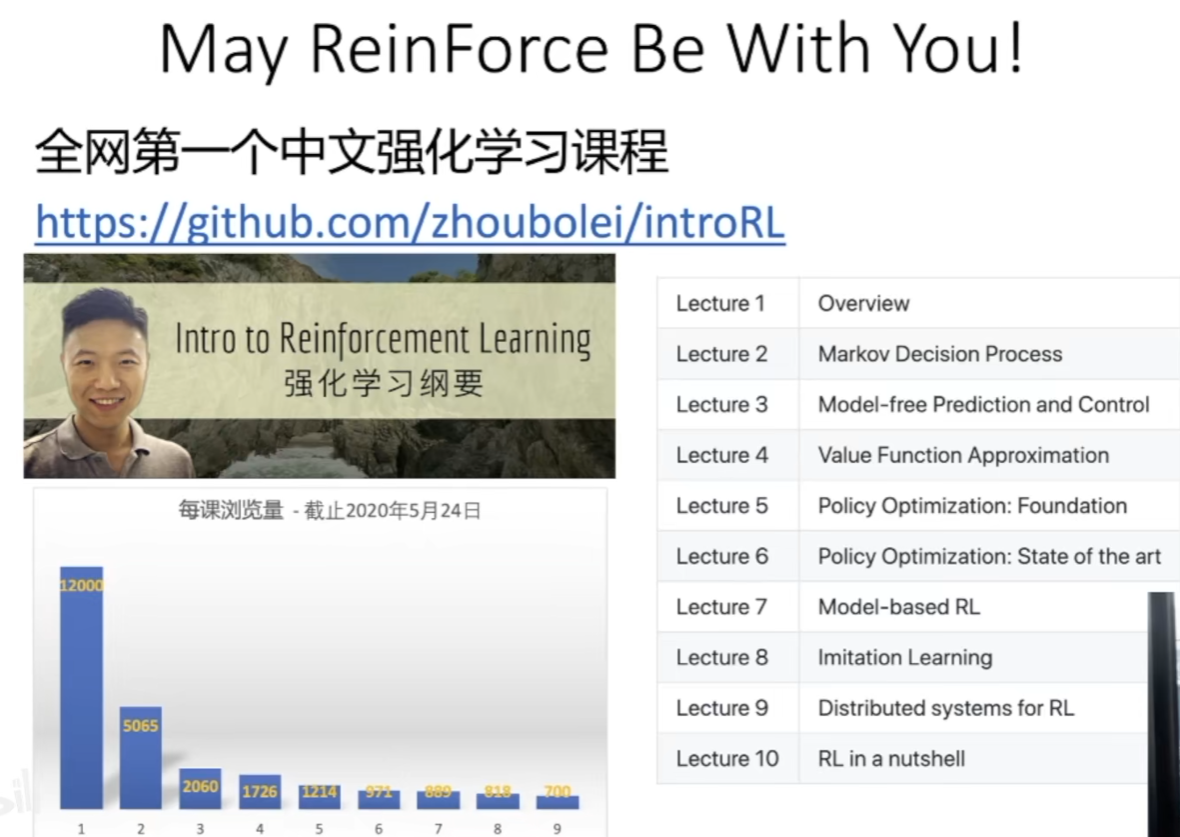 May ReinForce Be With You!
全网第一个中文强化学习课程
https://github.com/zhoubolei/introRL
Intro to Reinforcement Learning
强化学习纲要
每课浏览量 - 截止2020年5月24日
12000
5065
2060
1726
1214
971
889
818
700
1 2 3 4 5 6 7 8 9
Lecture 1 Overview
Lecture 2 Markov Decision Process
Lecture 3 Model-free Prediction and Control
Lecture 4 Value Function Approximation
Lecture 5 Policy Optimization: Foundation
Lecture 6 Policy Optimization: State of the art
Lecture 7 Model-based RL
Lecture 8 Imitation Learning
Lecture 9 Distributed systems for RL
Lecture 10 RL in a nutshell